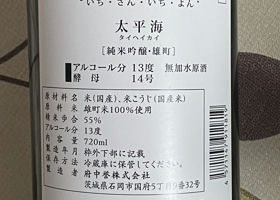 -いち・さん・いち・よん-
太平海
タイヘイカイ
[純米吟醸・雄町]
アルコール分 13度 無加水原酒
酵母 14号
原材料名 米(国産)、米こうじ(国産米)
原料米 雄町米100%使用
精米歩合 55%
アルコール分 13度
内容量 720ml
製造年月 枠外下部に記載
保存方法 冷蔵庫に保管してください。
製造者 府中誉株式会社
茨城県石岡市国府5丁目9番32号